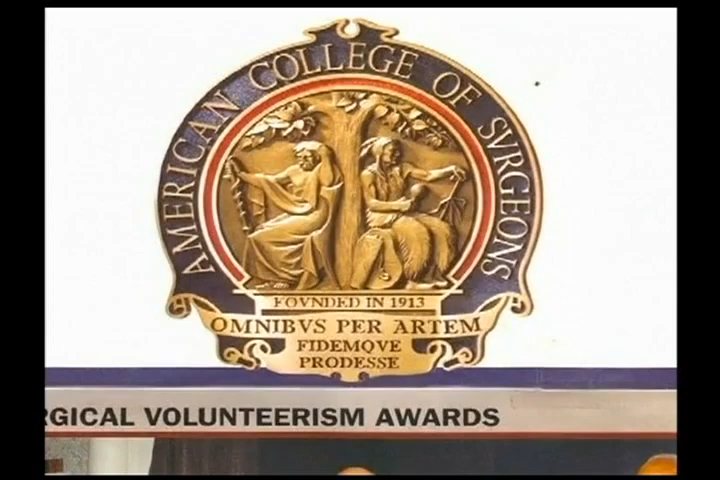 AMERICAN COLLEGE OF SVRGEONS
FOVNDED IN 1913
OMNIBVS PER ARTEM
FIDEMQVE
PRODESSE
RGICAL VOLUNTEERISM AWARDS